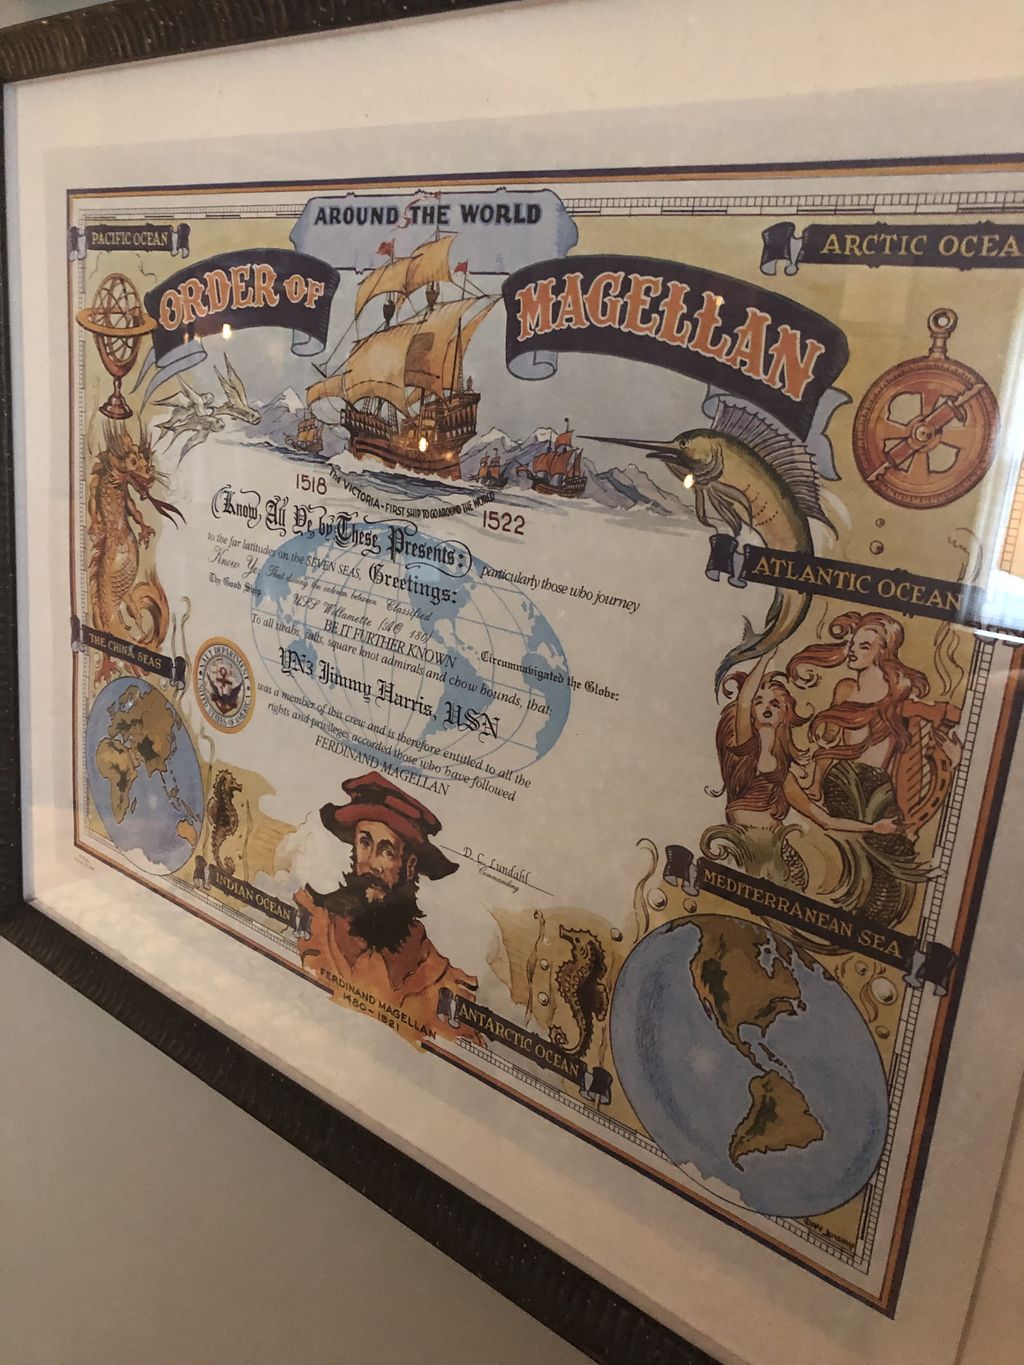 AROUND THE WORLD
PACIFIC OCEAN
ARCTIC OCEA
ORDER OF
MAGELLAN
1518
THE VICTORIA - FIRST SHIP TO GO AROUND THE WORLD
1522
Know All Ye by These Presents:
particularly those who journey
to the far latitudes on the SEVEN SEAS, Greetings:
Know Ye: That during the interim between Classified
The Good Ship USS Willamette (AO 180) Circumnavigated the Globe:
BE IT FURTHER KNOWN
To all seabs, salts, square knot admirals and chow hounds, that:
YN3 Jimmy Harris, USN
was a member of this crew and is therefore entitled to all the
rights and privileges accorded those who have followed
FERDINAND MAGELLAN
ATLANTIC OCEAN
THE CHINA SEAS
D. C. Lundahl
Commanding
MEDITERRANEAN SEA
INDIAN OCEAN
FERDINAND MAGELLAN
1480-1521
ANTARCTIC OCEAN